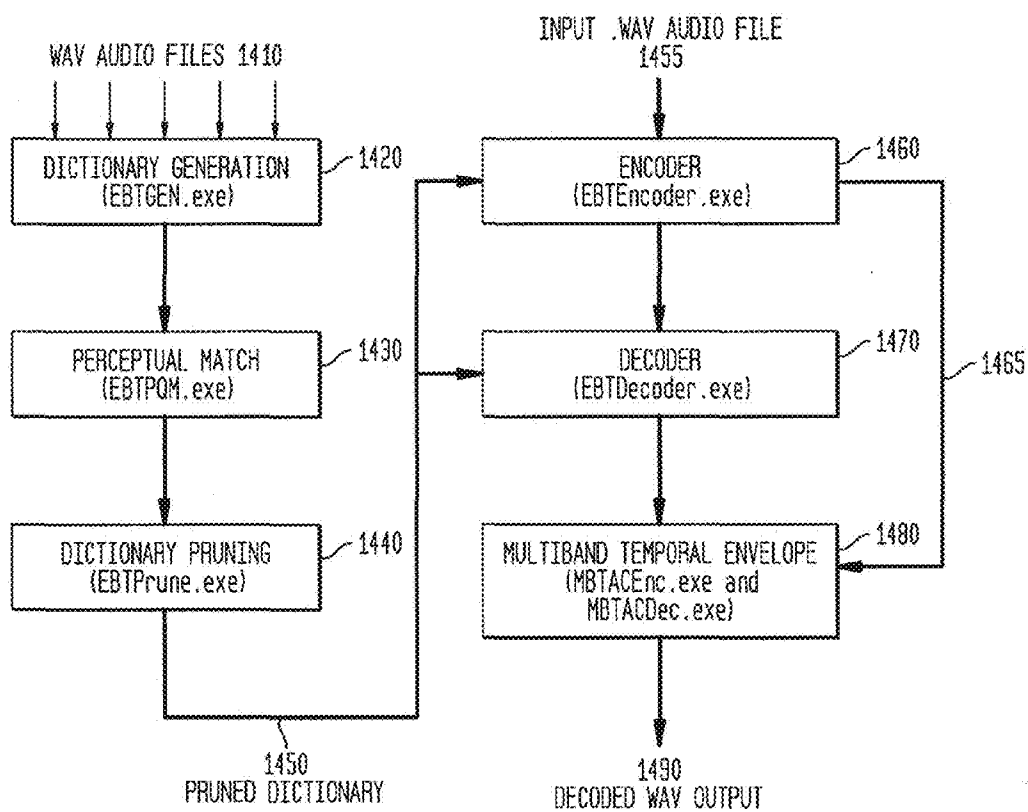 WAV AUDIO FILES 1410
DICTIONARY GENERATION
(EBTGEN.exe)
1420
PERCEPTUAL MATCH
(EBTPQM.exe)
1430
DICTIONARY PRUNING
(EBTPrune.exe)
1440
1450
PRUNED DICTIONARY
INPUT .WAV AUDIO FILE
1455
ENCODER
(EBTEncoder.exe)
1460
DECODER
(EBTDecoder.exe)
1470
1465
MULTIBAND TEMPORAL ENVELOPE
(MBTACEnc.exe and
MBTACDec.exe)
1480
1490
DECODED WAV OUTPUT